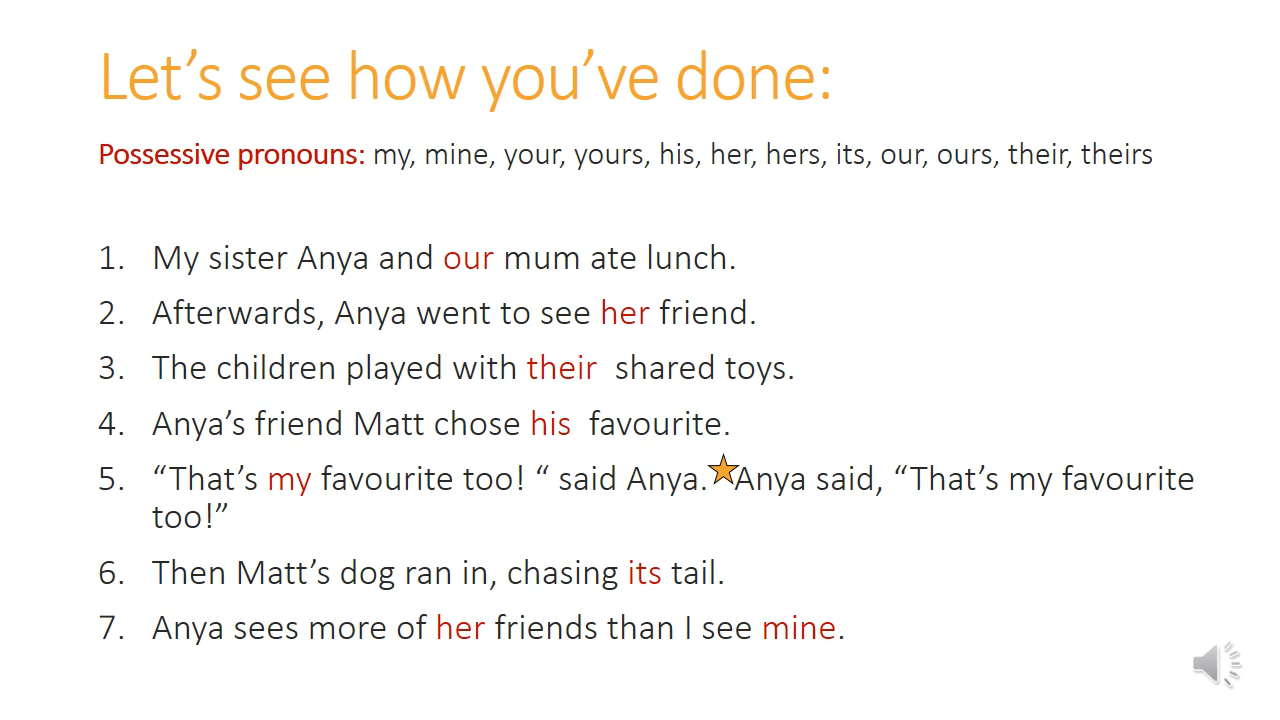 Let’s see how you’ve done:
Possessive pronouns: my, mine, your, yours, his, her, hers, its, our, ours, their, theirs
1. My sister Anya and our mum ate lunch.
2. Afterwards, Anya went to see her friend.
3. The children played with their shared toys.
4. Anya’s friend Matt chose his favourite.
5. “That’s my favourite too! “ said Anya. Anya said, “That’s my favourite
too!”
6. Then Matt’s dog ran in, chasing its tail.
7. Anya sees more of her friends than I see mine.